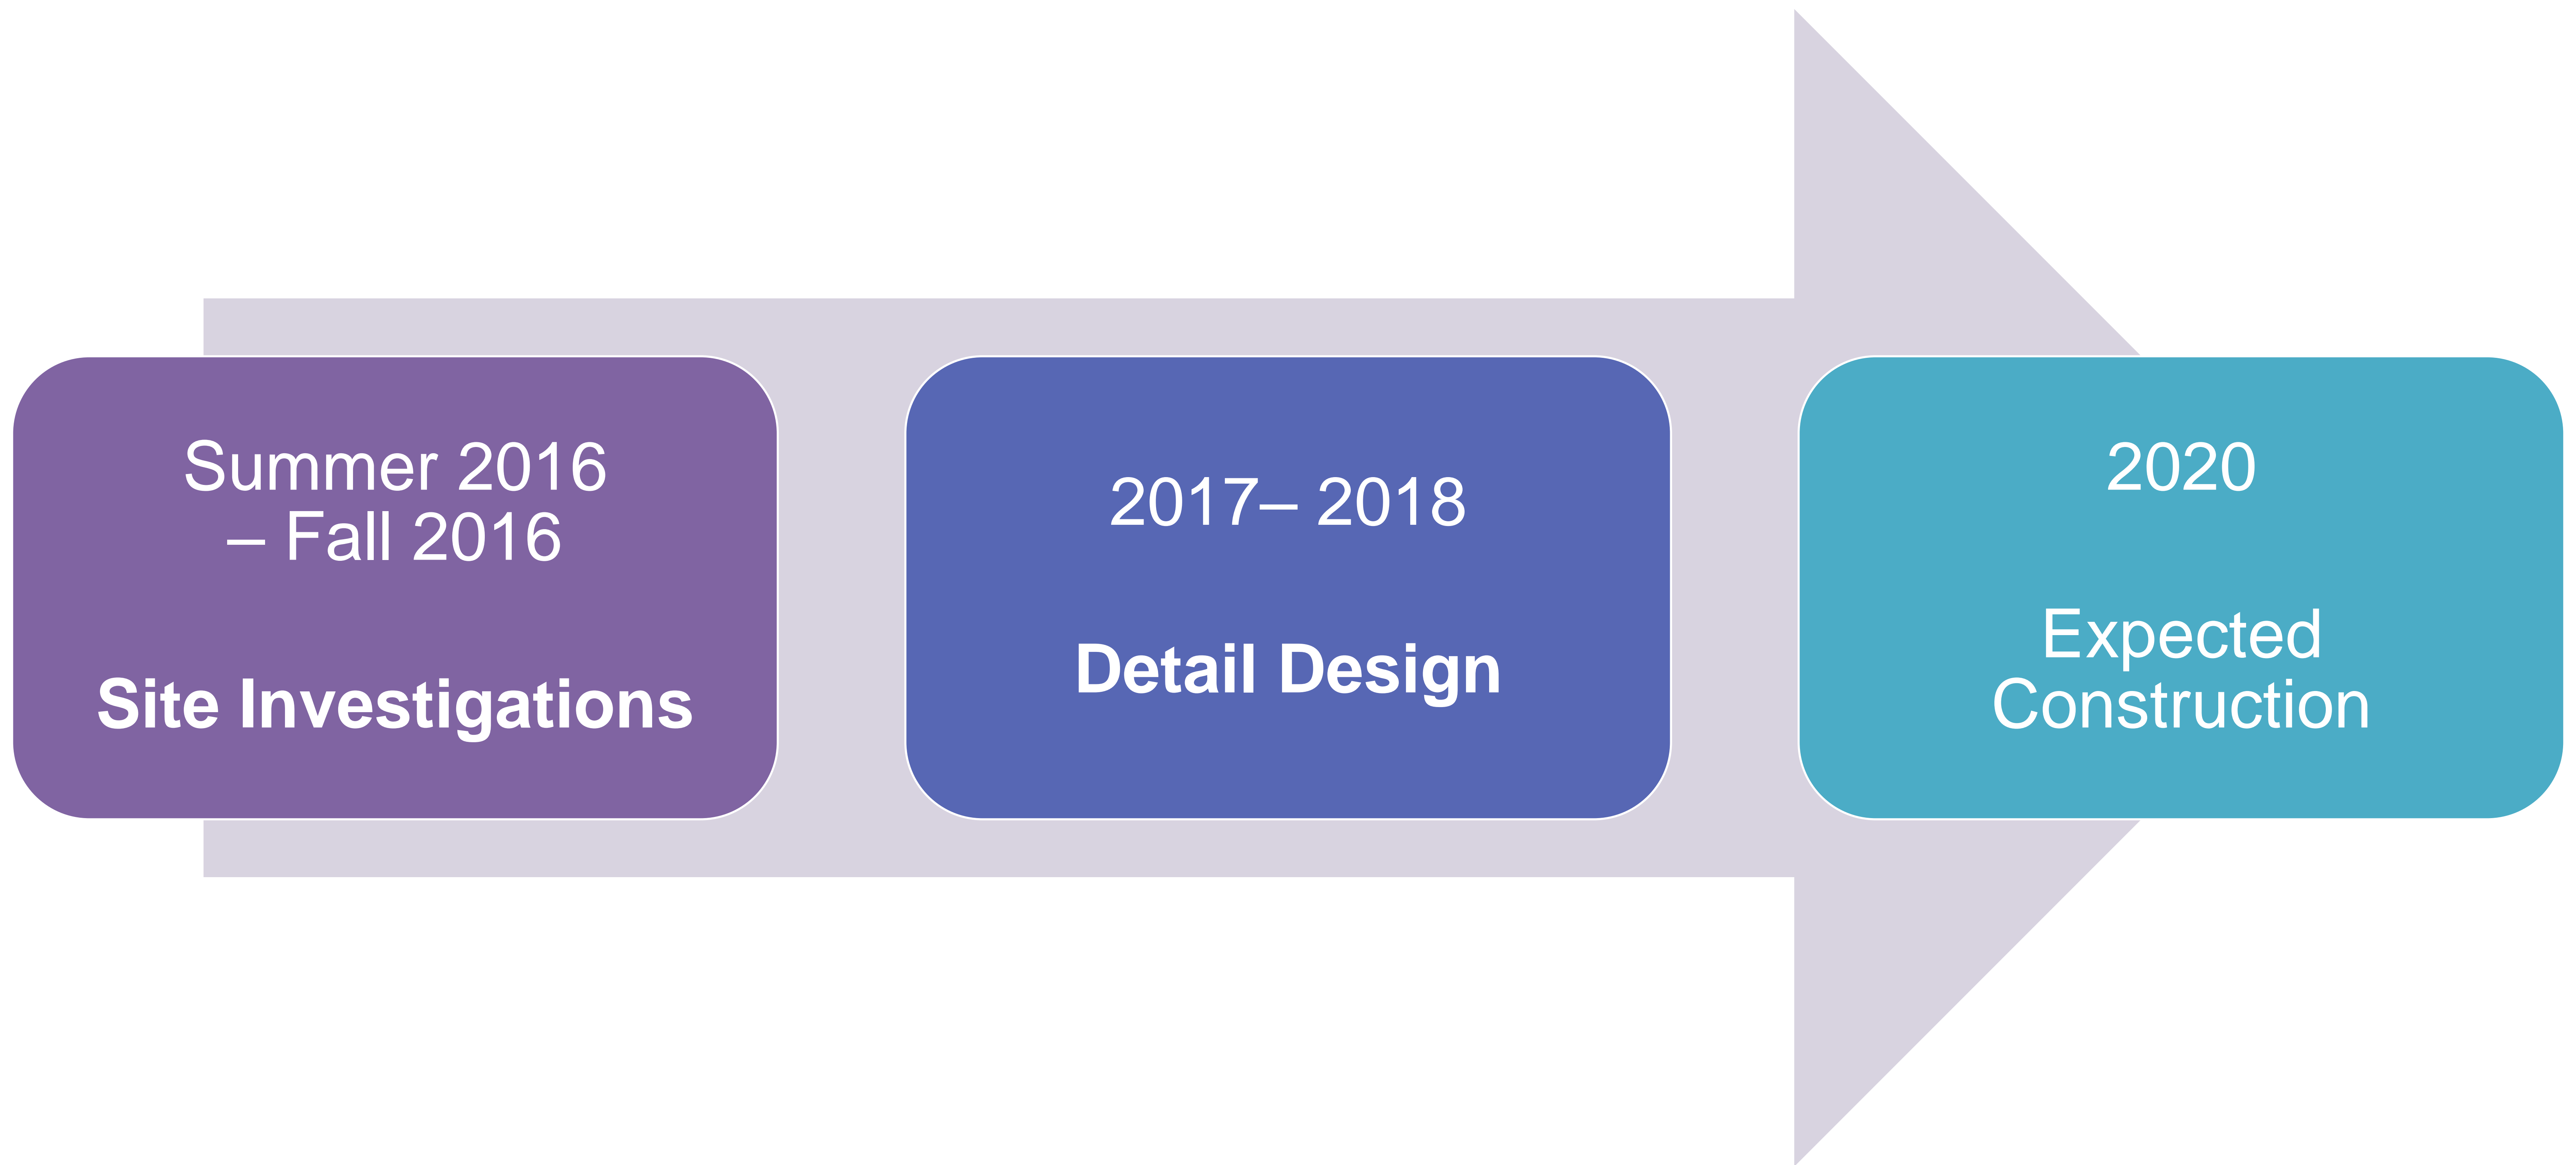 Summer 2016
– Fall 2016
Site Investigations
2017– 2018
Detail Design
2020
Expected
Construction